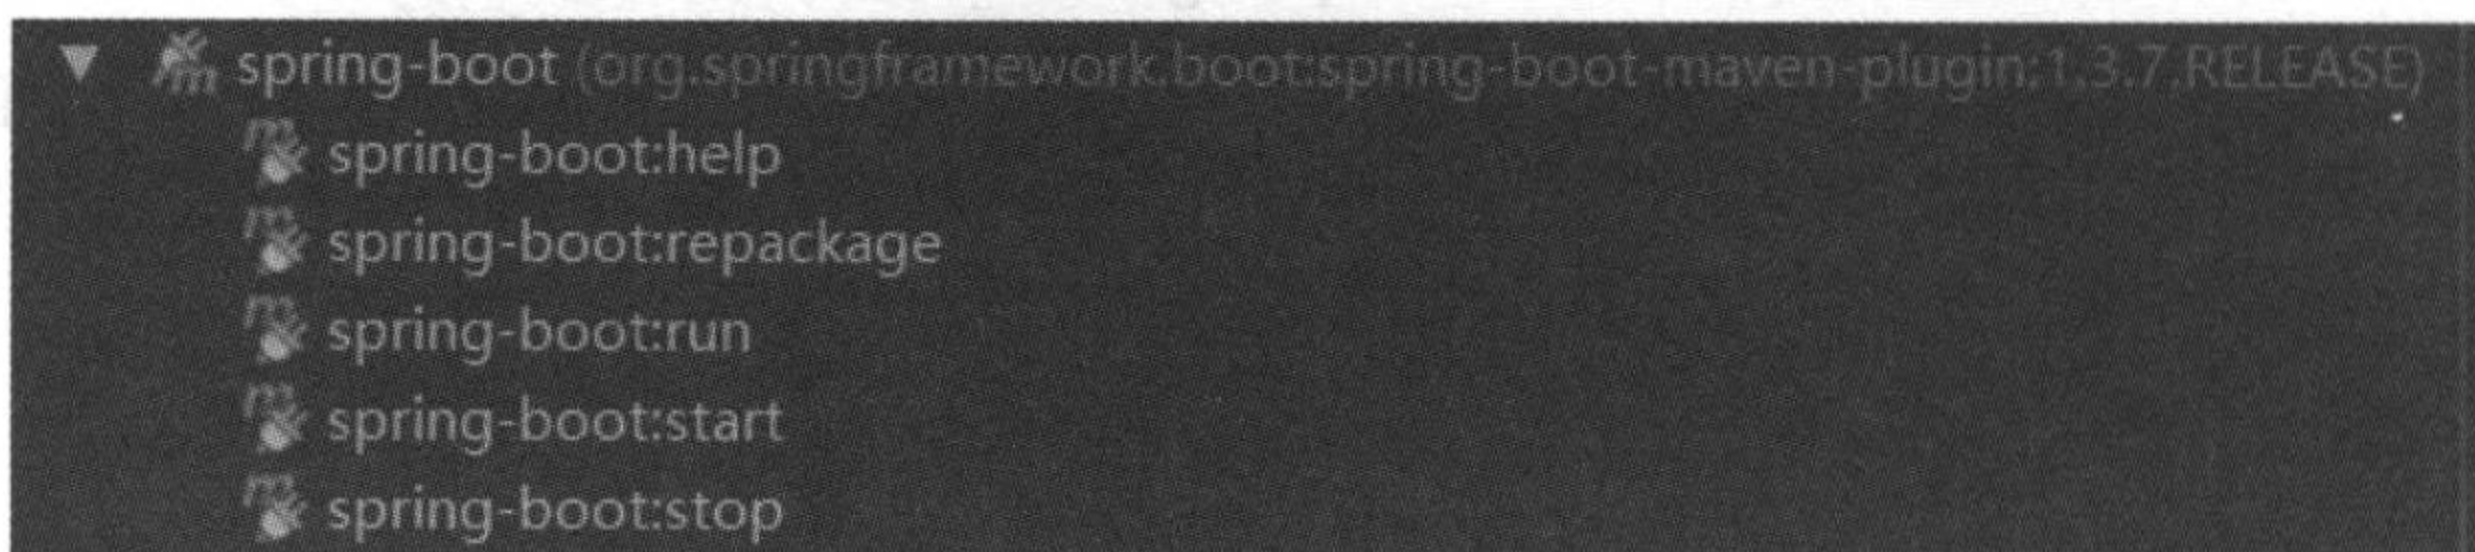 spring-boot (org.springframework.boot:spring-boot-maven-plugin:1.3.7.RELEASE)
spring-boot:help
spring-boot:repackage
spring-boot:run
spring-boot:start
spring-boot:stop